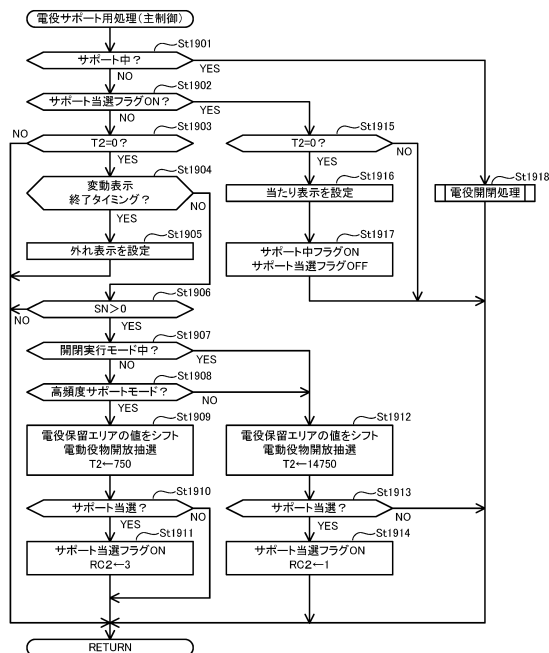 電役サポート用処理(主制御)
St1901
サポート中?
NO
YES
St1902
サポート当選フラグON?
NO
YES
St1903
NO
T2=0?
YES
St1915
T2=0?
YES
NO
St1904
変動表示
終了タイミング?
YES
NO
St1916
当たり表示を設定
St1918
電役開閉処理
St1905
外れ表示を設定
St1917
サポート中フラグON
サポート当選フラグOFF
St1906
SN>0
NO
YES
St1907
開閉実行モード中?
NO
YES
St1908
高頻度サポートモード?
YES
NO
St1909
電役保留エリアの値をシフト
電動役物開放抽選
T2←750
St1912
電役保留エリアの値をシフト
電動役物開放抽選
T2←14750
St1910
サポート当選?
YES
NO
St1913
サポート当選?
YES
NO
St1911
サポート当選フラグON
RC2←3
St1914
サポート当選フラグON
RC2←1
RETURN